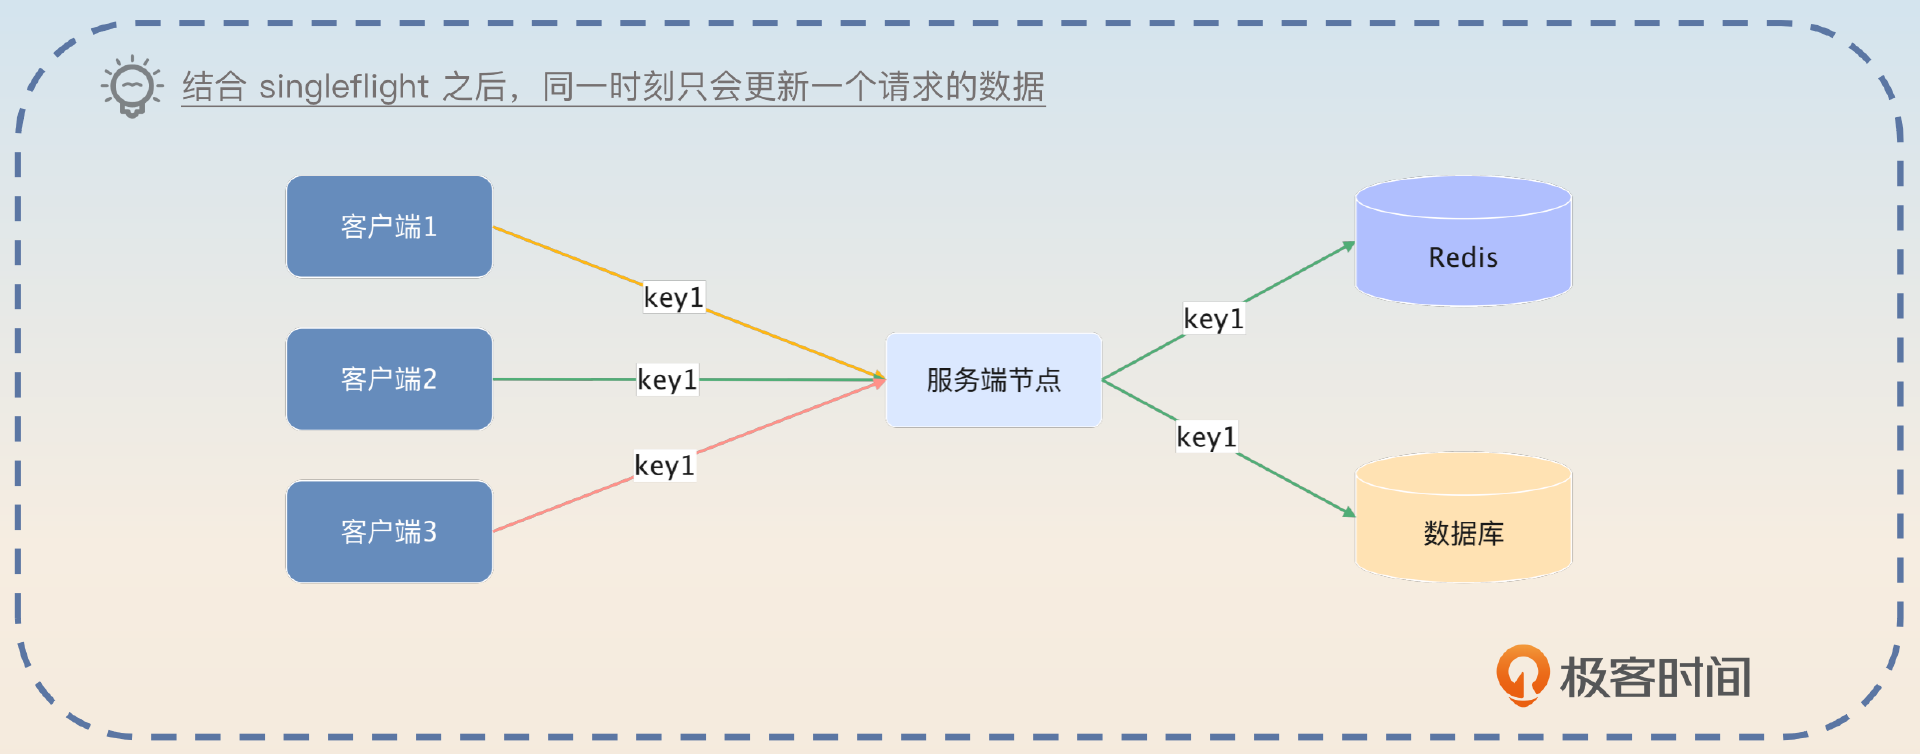 结合 singleflight 之后，同一时刻只会更新一个请求的数据
客户端1
key1
Redis
key1
客户端2
key1
服务端节点
key1
客户端3
key1
数据库
极客时间